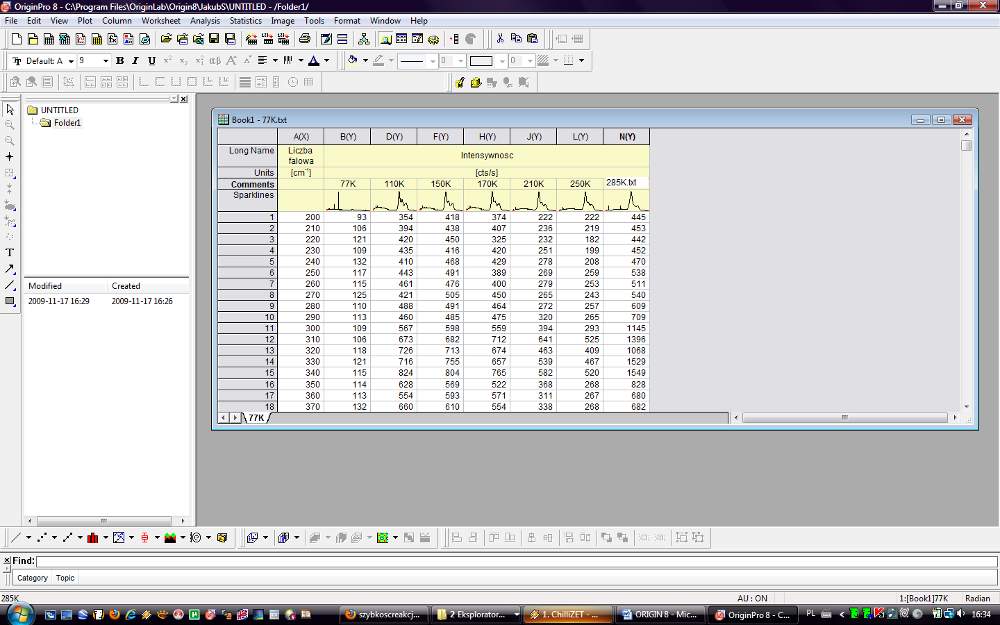 OriginPro 8 - C:\Program Files\OriginLab\Origin8\JakubS\UNTITLED - /Folder1/
File Edit View Plot Column Worksheet Analysis Statistics Image Tools Format Window Help
Default: A 9 B I U
0 0
UNTITLED
Folder1
Modified Created
2009-11-17 16:29 2009-11-17 16:26
Book1 - 77K.txt
A(X) B(Y) D(Y) F(Y) H(Y) J(Y) L(Y) N(Y)
Long Name Liczba falowa Intensywnosc
Units [cm-1] [cts/s]
Comments 77K 110K 150K 170K 210K 250K 285K.txt
Sparklines
1 200 93 354 418 374 222 222 445
2 210 106 394 438 407 236 219 453
3 220 121 420 450 325 232 182 442
4 230 109 435 416 420 251 199 452
5 240 132 410 468 429 278 208 470
6 250 117 443 491 389 269 259 538
7 260 115 461 476 400 279 253 511
8 270 125 421 505 450 265 243 540
9 280 110 488 491 464 272 257 609
10 290 113 460 485 475 320 265 709
11 300 109 567 598 559 394 293 1145
12 310 106 673 682 712 641 525 1396
13 320 118 726 713 674 463 409 1068
14 330 121 716 755 657 539 467 1529
15 340 115 824 804 765 582 520 1549
16 350 114 628 569 522 368 268 828
17 360 113 554 593 571 311 267 680
18 370 132 660 610 554 338 268 682
77K
T
Find:
Category Topic
285K AU : ON 1:[Book1]77K Radian
szybkoscreakcj... 2 Eksplorator... 1. ChilliZET - ... ORIGIN 8 - Mic... OriginPro 8 - C... PL 16:34